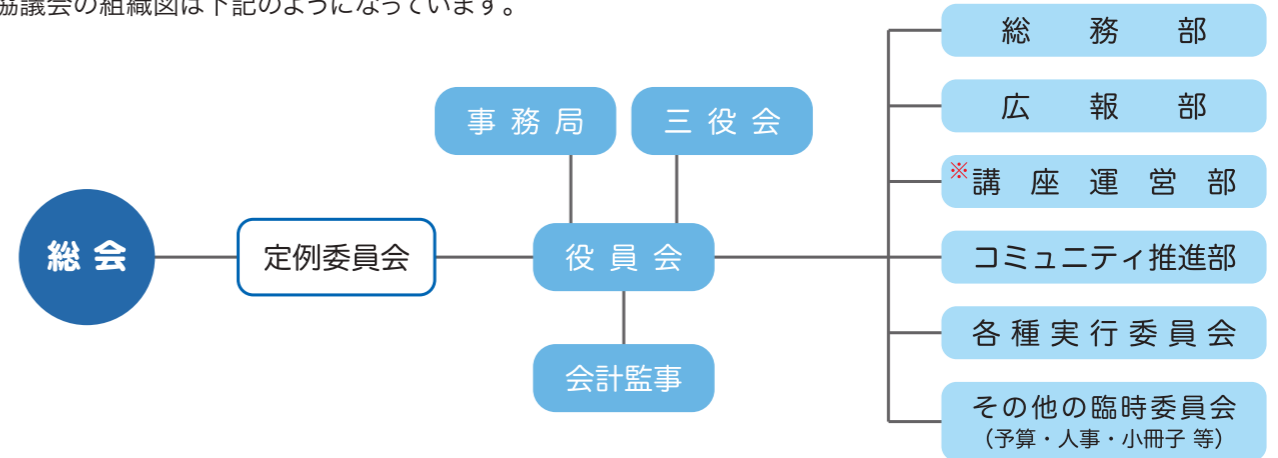 協議会の組織図は下記のようになっています。
総会
定例委員会
事務局
三役会
役員会
会計監事
総務部
広報部
※講座運営部
コミュニティ推進部
各種実行委員会
その他の臨時委員会
（予算・人事・小冊子 等）